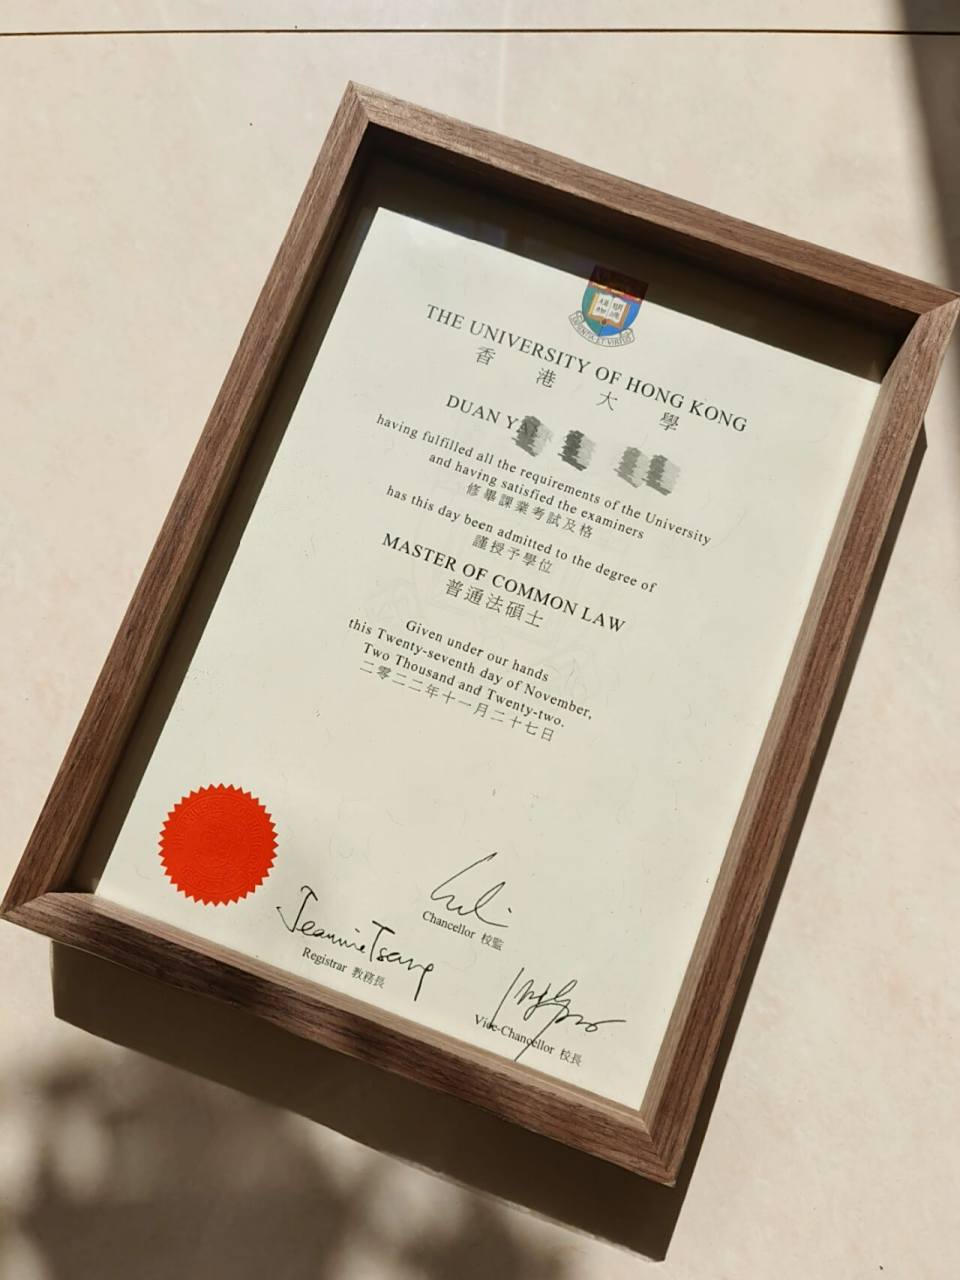 THE UNIVERSITY OF HONG KONG
香港大學
DUAN
having fulfilled all the requirements of the University
and having satisfied the examiners
修畢課業考試及格
has this day been admitted to the degree of
謹授予學位
MASTER OF COMMON LAW
普通法碩士
Given under our hands
this Twenty-seventh day of November,
Two Thousand and Twenty-two.
二零二二年十一月二十七日
Chancellor 校監
Jeannie Tsang
Registrar 教務長
Vice-Chancellor 校長